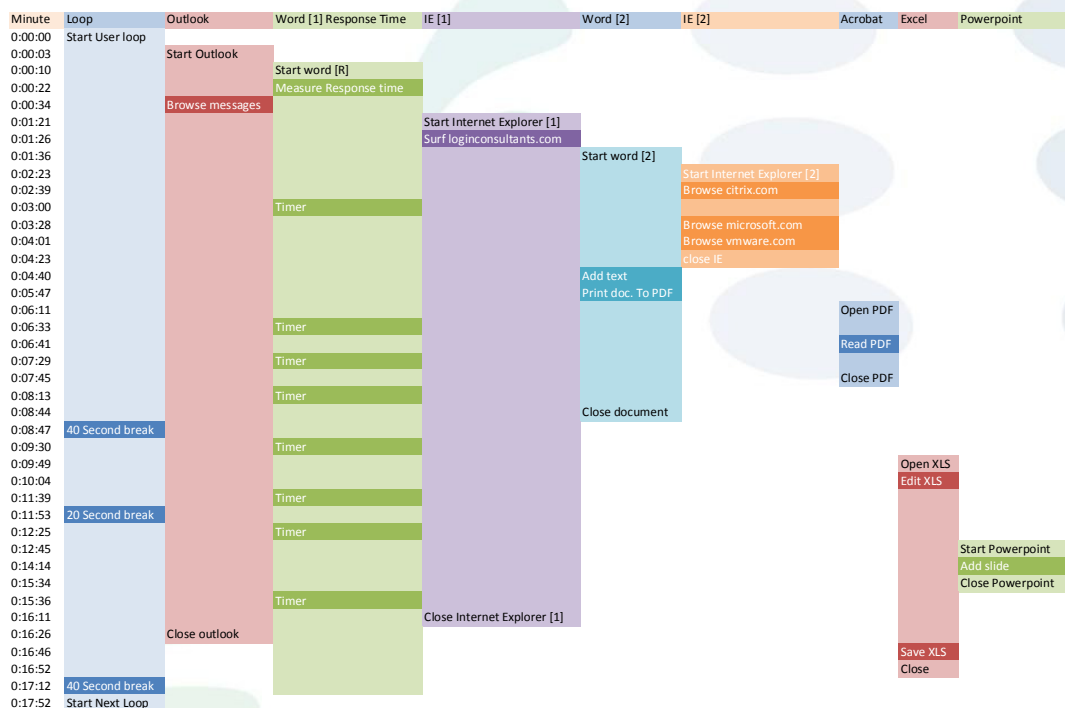 Minute Loop Outlook Word [1] Response Time IE [1] Word [2] IE [2] Acrobat Excel Powerpoint
0:00:00 Start User loop
0:00:03 Start Outlook
0:00:10 Start word [R]
0:00:22 Measure Response time
0:00:34 Browse messages
0:01:21 Start Internet Explorer [1]
0:01:26 Surf loginconsultants.com
0:01:36 Start word [2]
0:02:23 Start Internet Explorer [2]
0:02:39 Browse citrix.com
0:03:00 Timer
0:03:28 Browse microsoft.com
0:04:01 Browse vmware.com
0:04:23 close IE
0:04:40 Add text
0:05:47 Print doc. To PDF
0:06:11 Open PDF
0:06:33 Timer
0:06:41 Read PDF
0:07:29 Timer
0:07:45 Close PDF
0:08:13 Timer
0:08:44 Close document
0:08:47 40 Second break
0:09:30 Timer
0:09:49 Open XLS
0:10:04 Edit XLS
0:11:39 Timer
0:11:53 20 Second break
0:12:25 Timer
0:12:45 Start Powerpoint
0:14:14 Add slide
0:15:34 Close Powerpoint
0:15:36 Timer
0:16:11 Close Internet Explorer [1]
0:16:26 Close outlook
0:16:46 Save XLS
0:16:52 Close
0:17:12 40 Second break
0:17:52 Start Next Loop